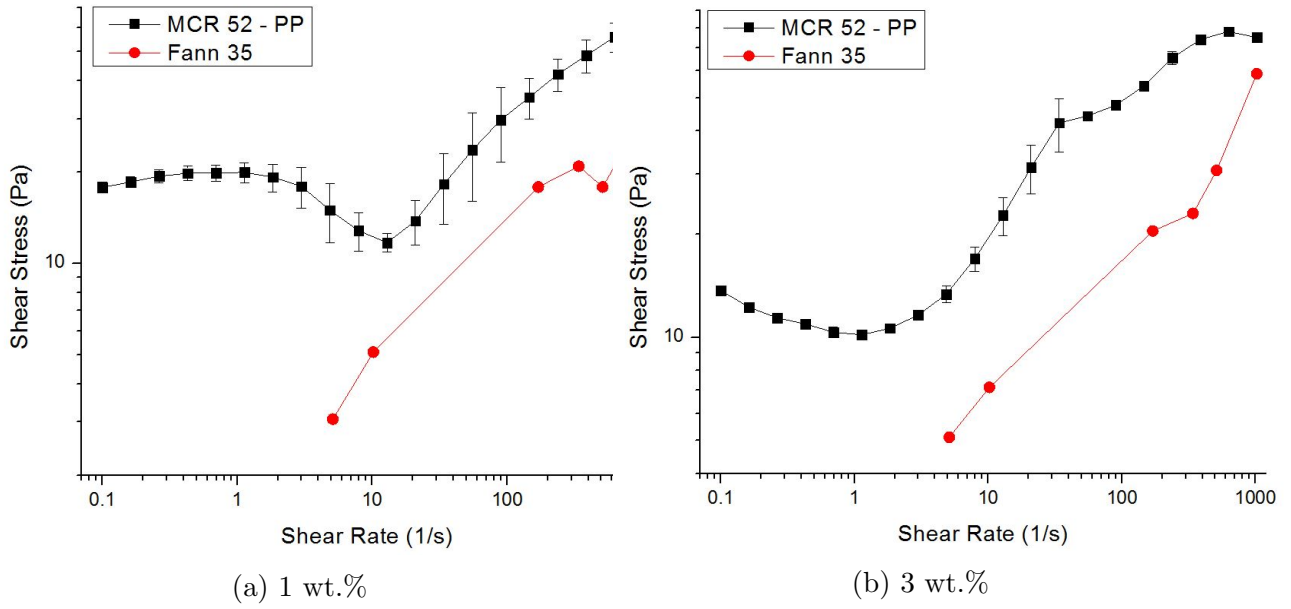 MCR 52 - PP
Fann 35
Shear Stress (Pa)
10
0.1 1 10 100
Shear Rate (1/s)
(a) 1 wt.%
MCR 52 - PP
Fann 35
Shear Stress (Pa)
10
0.1 1 10 100 1000
Shear Rate (1/s)
(b) 3 wt.%